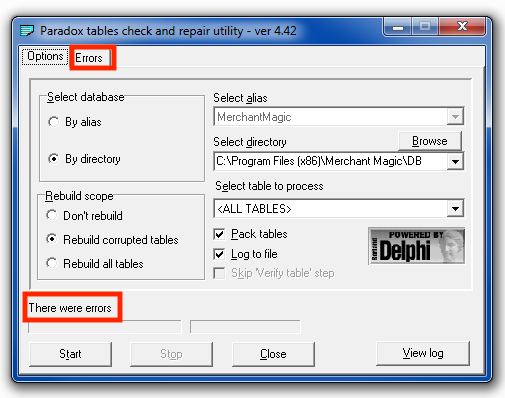 Paradox tables check and repair utility - ver 4.42
Options
Errors
Select database
By alias
By directory
Select alias
MerchantMagic
Select directory
Browse
C:\Program Files (x86)\Merchant Magic\DB
Select table to process
<ALL TABLES>
Rebuild scope
Don't rebuild
Rebuild corrupted tables
Rebuild all tables
Pack tables
Log to file
Skip 'Verify table' step
POWERED BY
Borland
Delphi
There were errors
Start
Stop
Close
View log